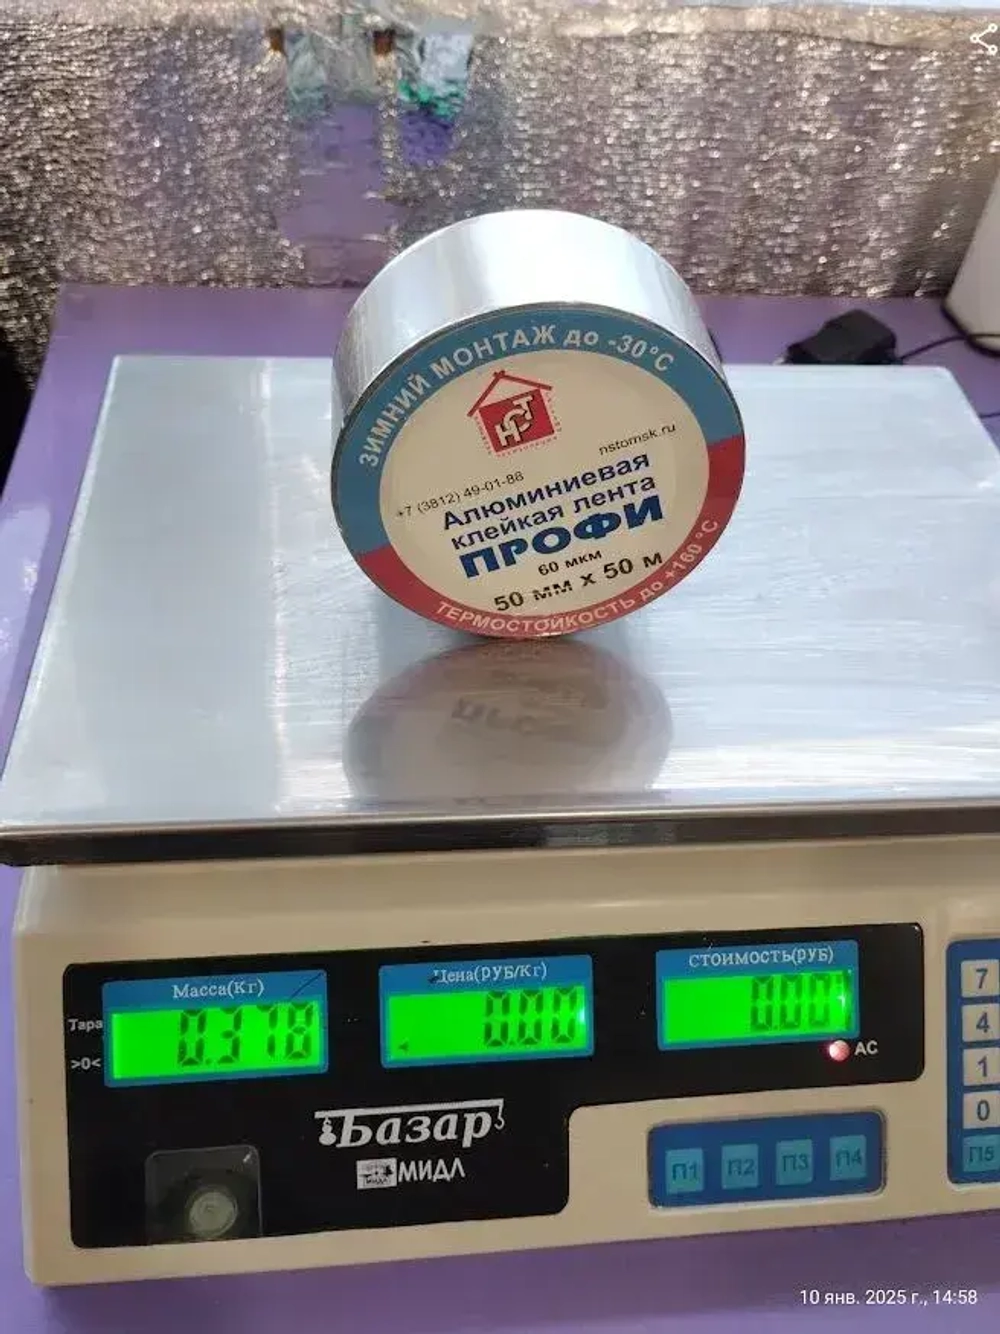 ЗИМНИЙ МОНТАЖ до -30°C
НСТ
nstomsk.ru
+7 (3812) 49-01-88
Алюминиевая
клейкая лента
ПРОФИ
60 мкм
50 мм x 50 м
ТЕРМОСТОЙКОСТЬ до +160 °C
Масса(Кг)
Цена(РУБ/Кг)
стоимость(РУБ)
Тара
0.378
0.00
0.00
>0<
AC
Базар
МИДЛ
7
4
1
0
П1
П2
П3
П4
П5
10 янв. 2025 г., 14:58